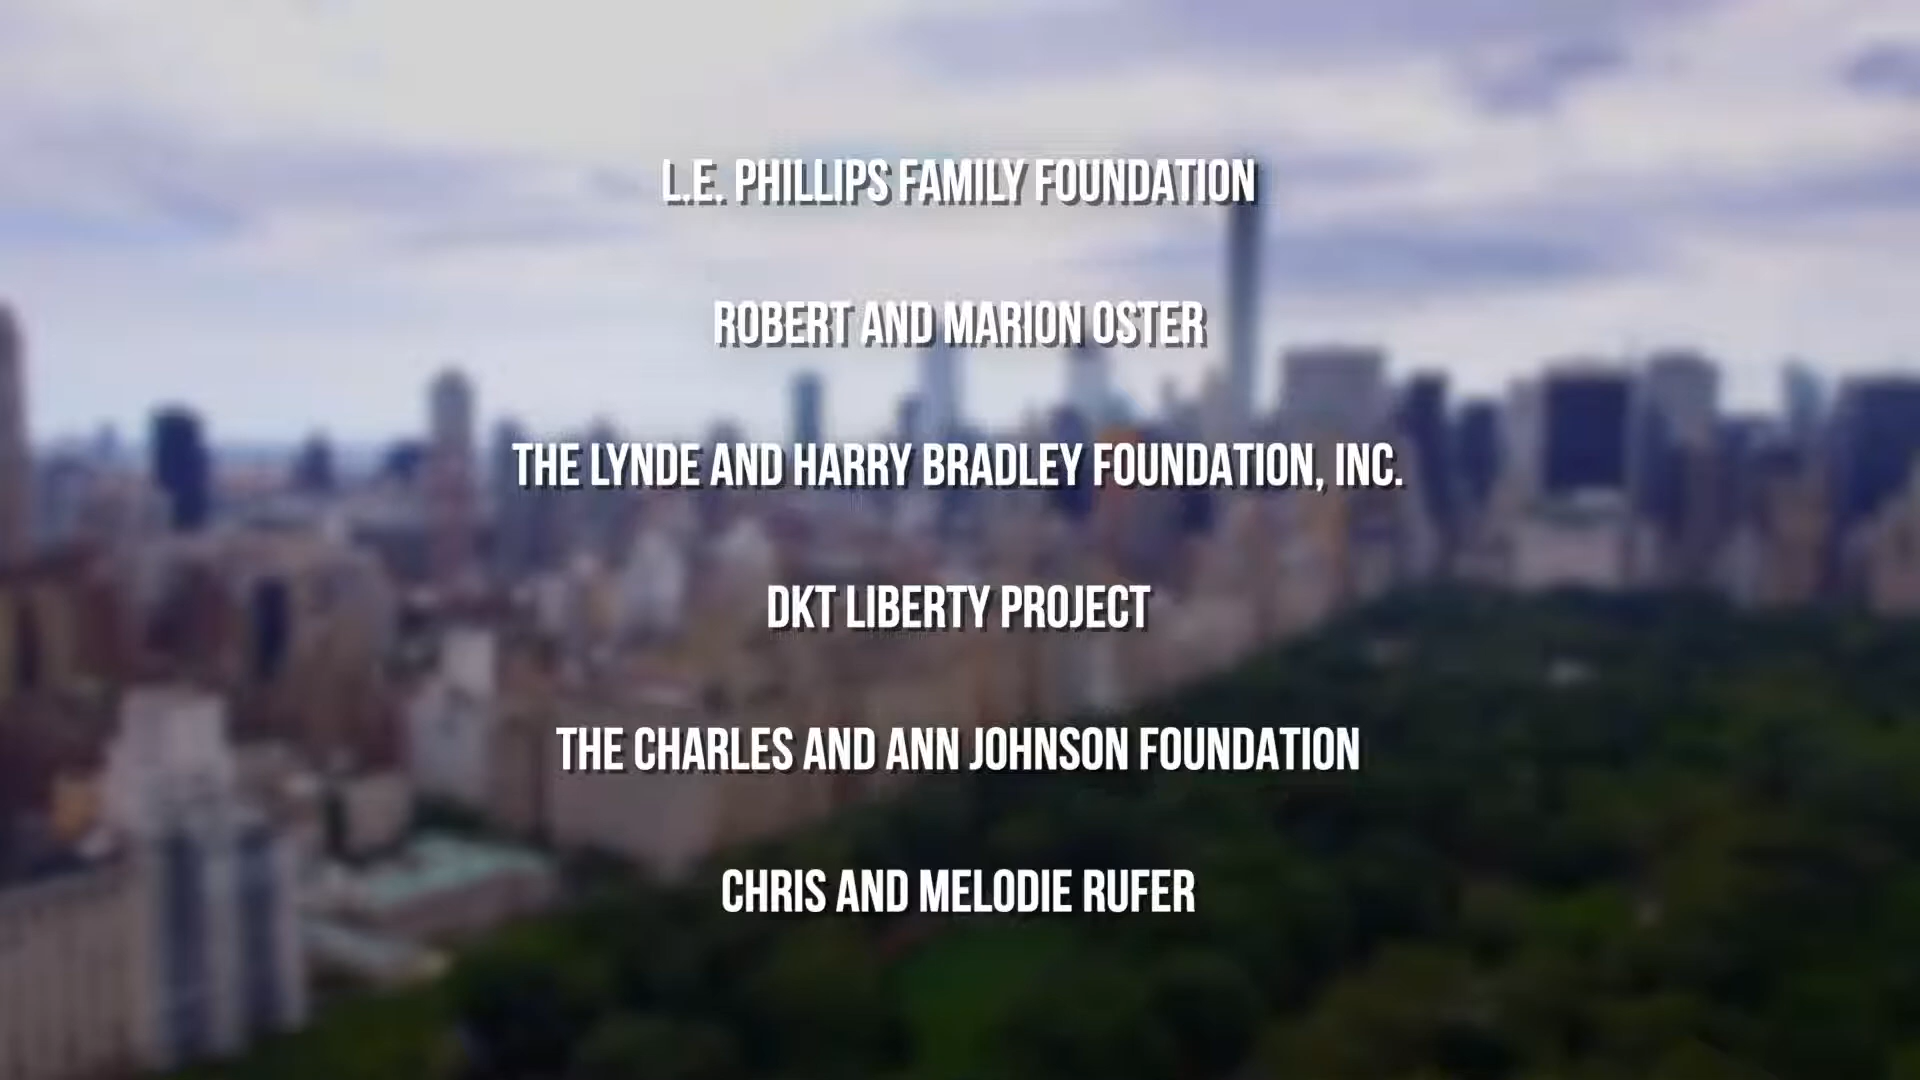 L.E. PHILLIPS FAMILY FOUNDATION
ROBERT AND MARION OSTER
THE LYNDE AND HARRY BRADLEY FOUNDATION, INC.
DKT LIBERTY PROJECT
THE CHARLES AND ANN JOHNSON FOUNDATION
CHRIS AND MELODIE RUFER